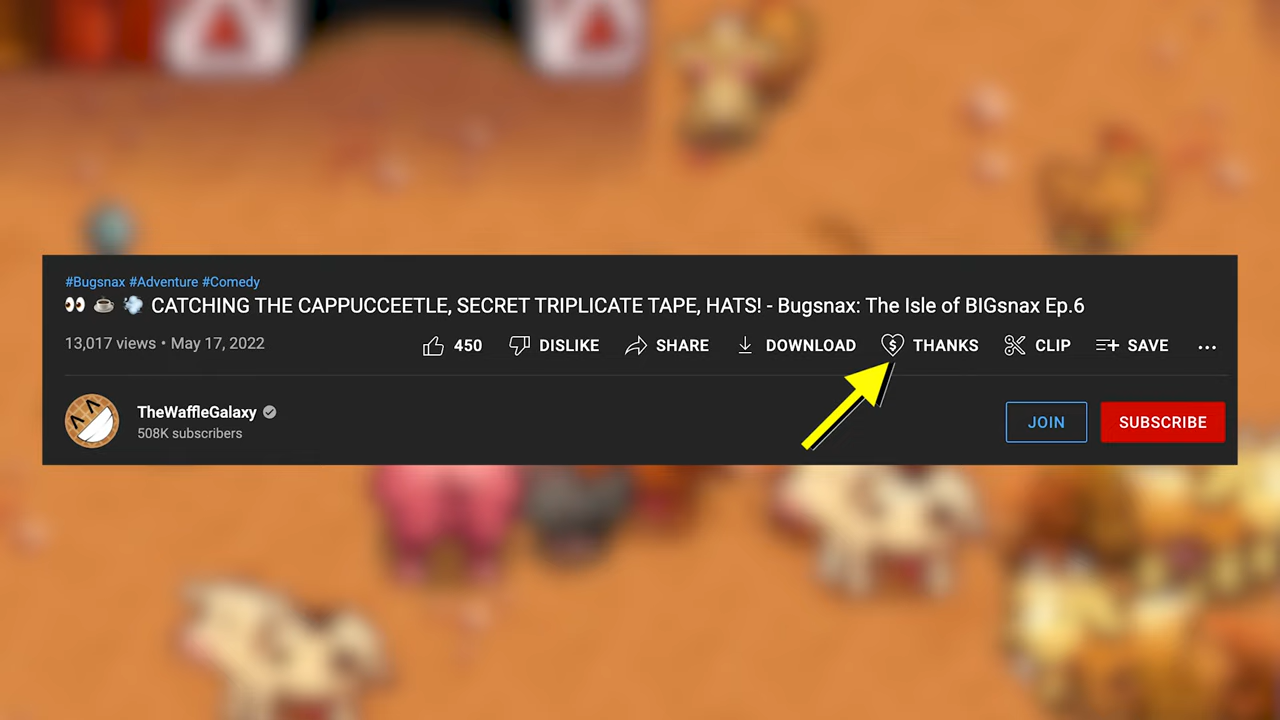 #Bugsnax #Adventure #Comedy
👀 ☕ 💨 CATCHING THE CAPPUCCEETLE, SECRET TRIPLICATE TAPE, HATS! - Bugsnax: The Isle of BIGsnax Ep.6
13,017 views • May 17, 2022 450 DISLIKE SHARE DOWNLOAD THANKS CLIP SAVE ...
TheWaffleGalaxy
508K subscribers
JOIN SUBSCRIBE